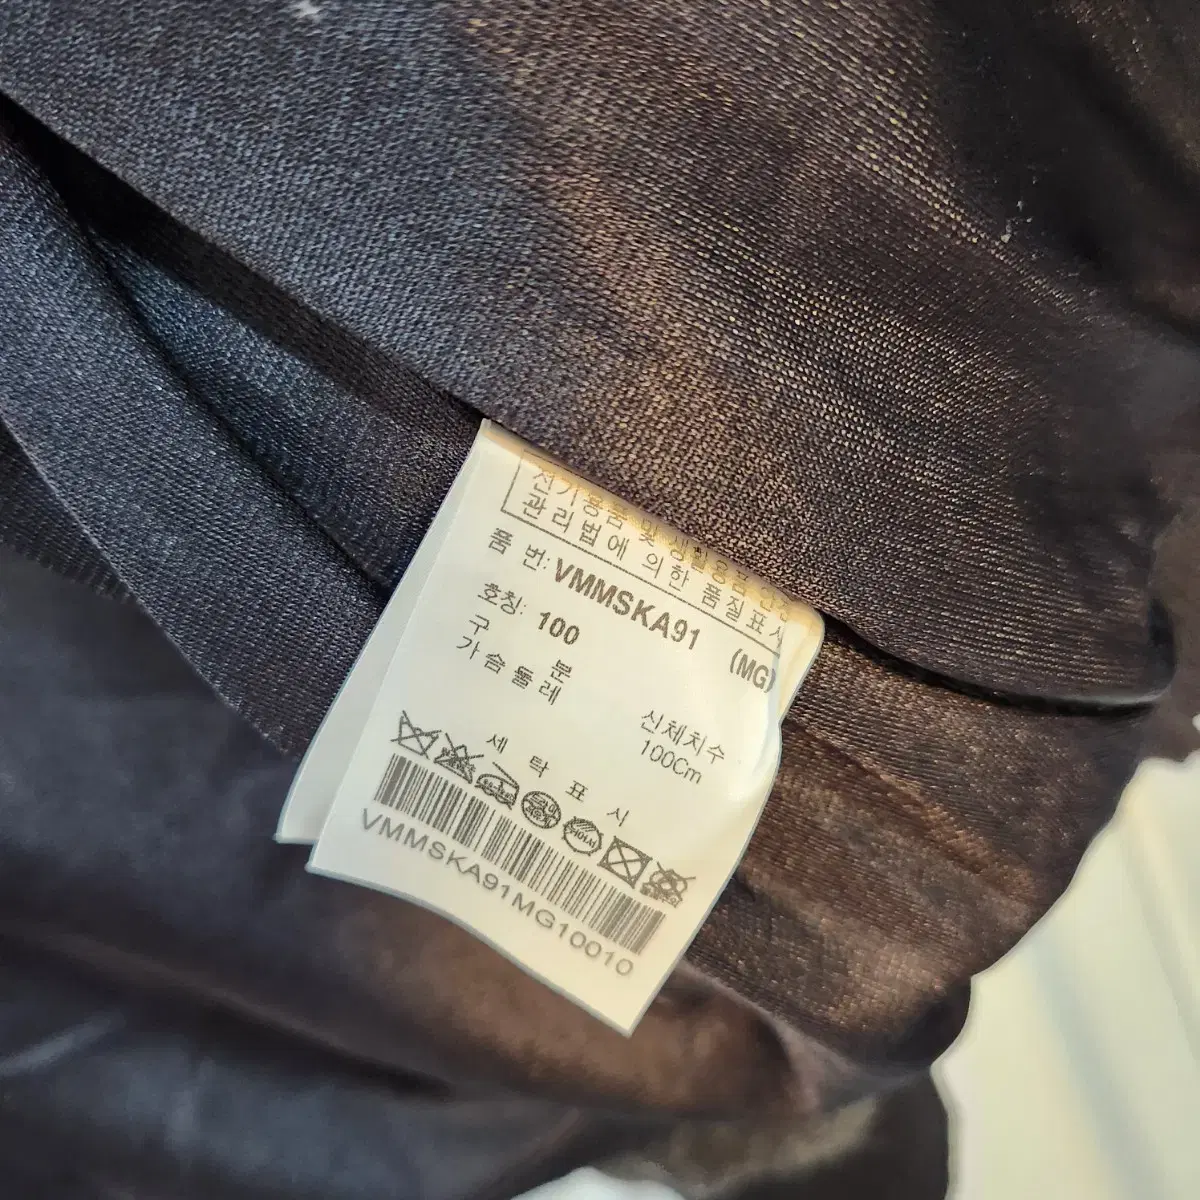 전기용품 및 생활용품 안전
관리법에 의한 품질표시
품 번: VMMSKA91 (MG)
호칭: 100
구 분 신체치수
가슴둘레 100Cm
세 탁 표 시
VMMSKA91MG10010